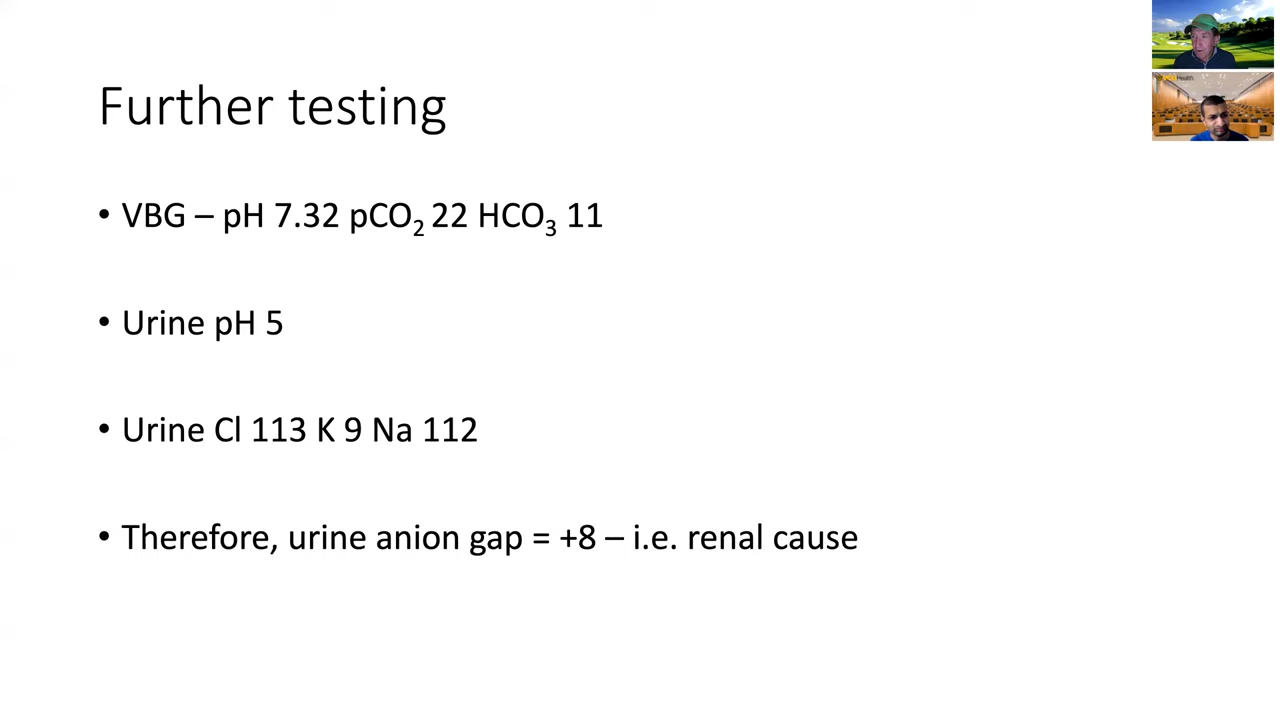 Further testing
• VBG – pH 7.32 pCO₂ 22 HCO₃ 11
• Urine pH 5
• Urine Cl 113 K 9 Na 112
• Therefore, urine anion gap = +8 – i.e. renal cause
Health